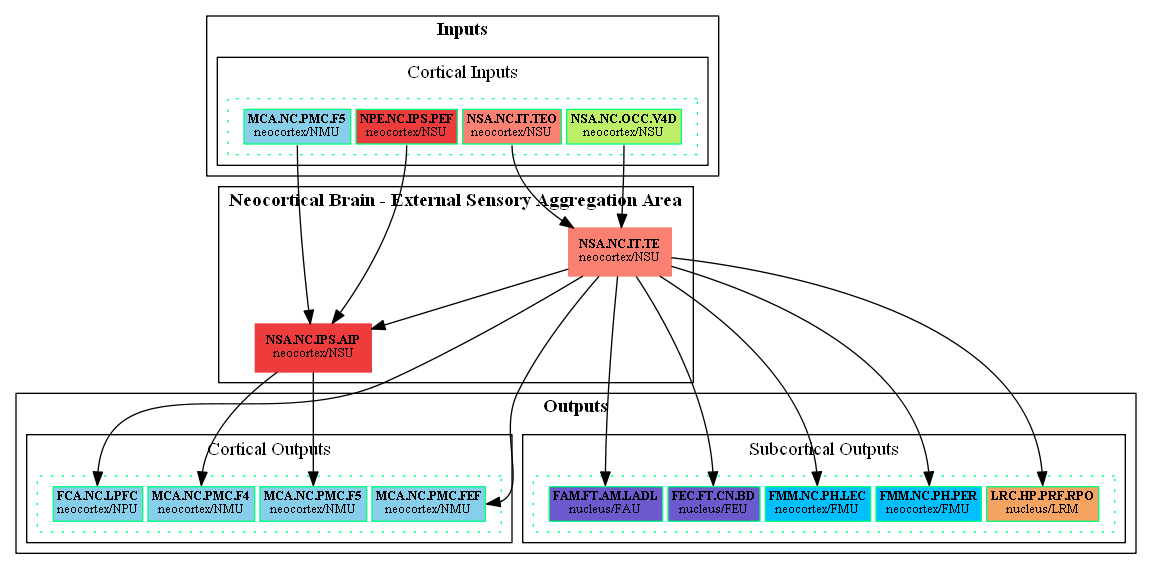 Inputs
Cortical Inputs
MCA.NC.PMC.F5
neocortex/NMU
NPE.NC.IPS.PEF
neocortex/NSU
NSA.NC.IT.TEO
neocortex/NSU
NSA.NC.OCC.V4D
neocortex/NSU
Neocortical Brain - External Sensory Aggregation Area
NSA.NC.IT.TE
neocortex/NSU
NSA.NC.IPS.AIP
neocortex/NSU
Outputs
Cortical Outputs
FCA.NC.LPFC
neocortex/NPU
MCA.NC.PMC.F4
neocortex/NMU
MCA.NC.PMC.F5
neocortex/NMU
MCA.NC.PMC.FEF
neocortex/NMU
Subcortical Outputs
FAM.FT.AM.LADL
nucleus/FAU
FEC.FT.CN.BD
nucleus/FEU
FMM.NC.PH.LEC
neocortex/FMU
FMM.NC.PH.PER
neocortex/FMU
LRC.HP.PRF.RPO
nucleus/LRM